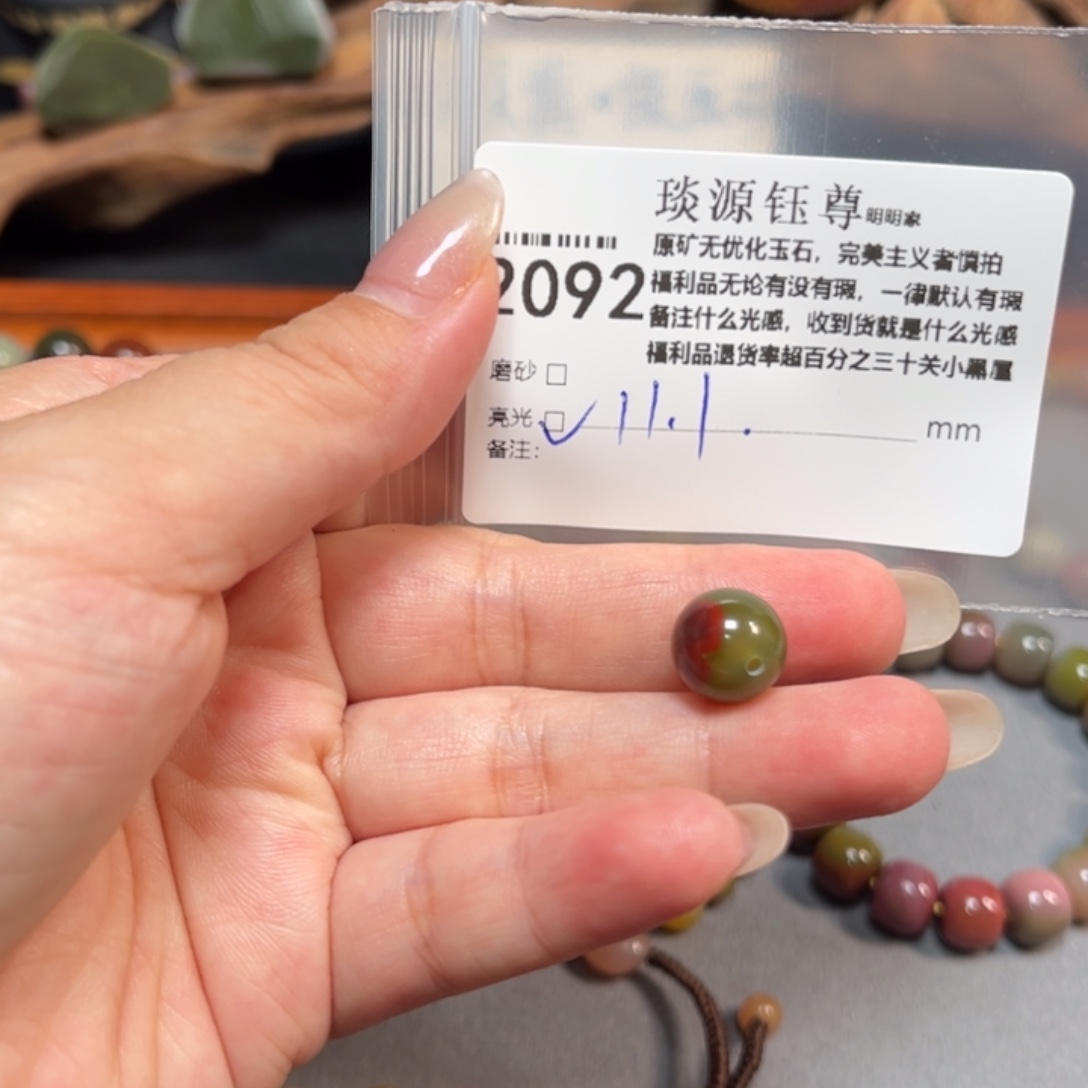 琰源钰尊明明家
原矿无优化玉石，完美主义者慎拍
2092
福利品无论有没有瑕，一律默认有瑕
备注什么光感，收到货就是什么光感
福利品退货率超百分之三十关小黑屋
磨砂□
亮光□✓11.1. mm
备注：